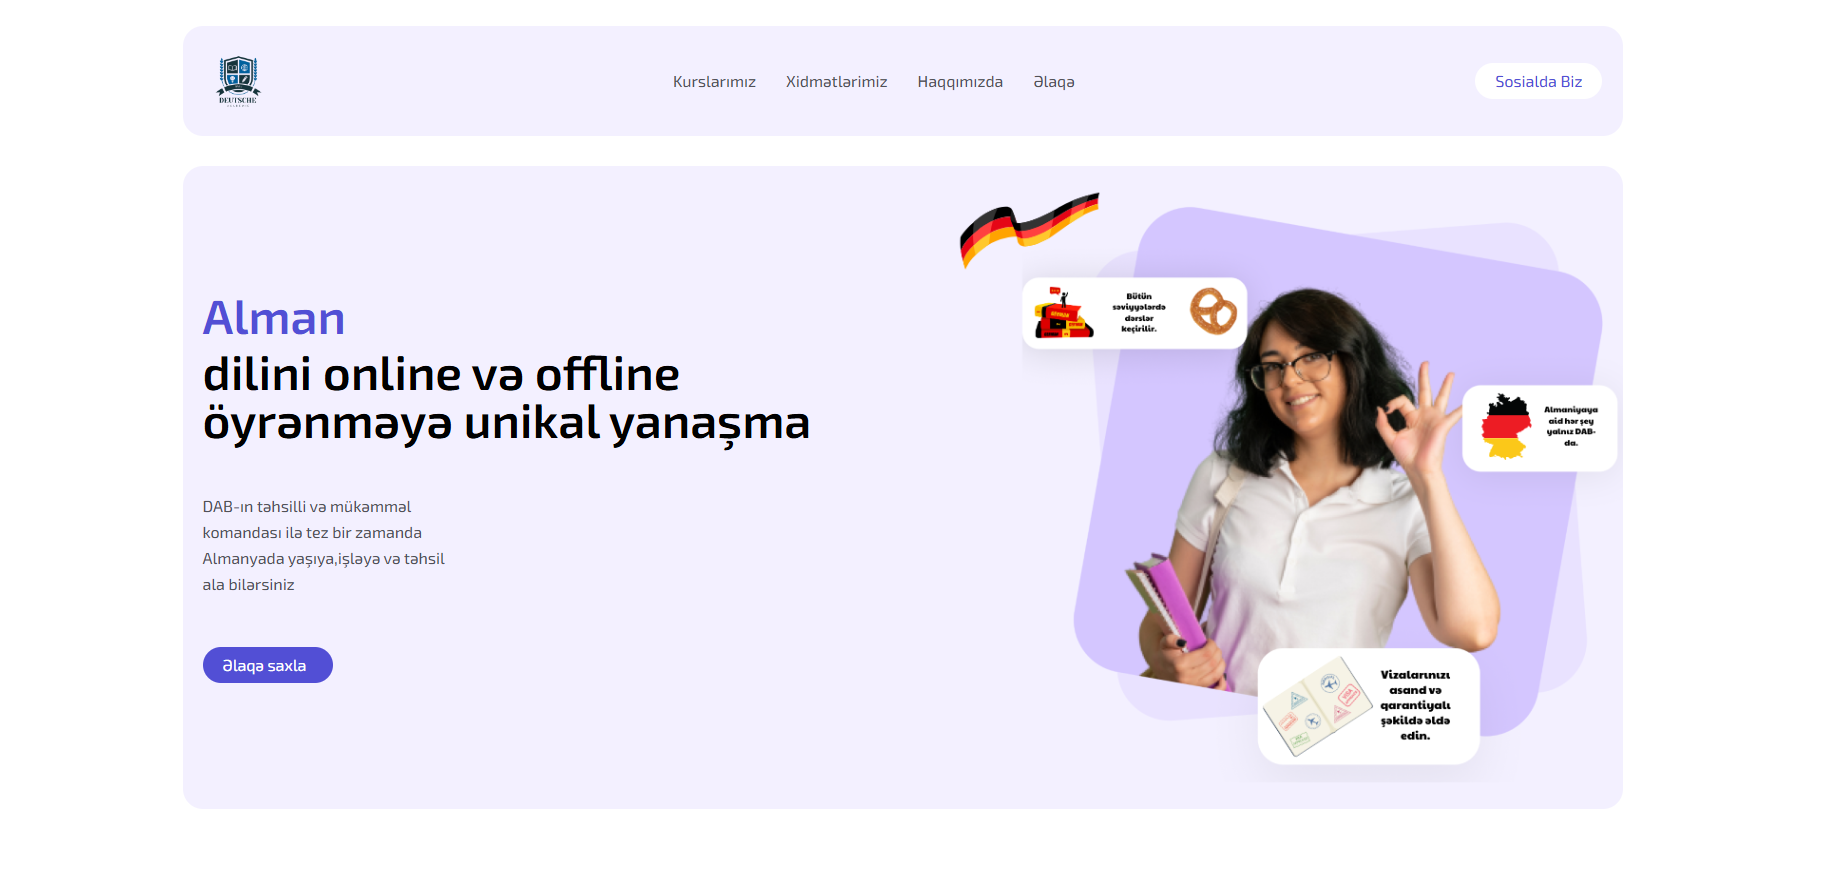 DEUTSCHE
Kurslarımız
Xidmətlərimiz
Haqqımızda
Əlaqə
Sosialda Biz
Alman
dilini online və offline
öyrənməyə unikal yanaşma
DAB-ın təhsilli və mükəmməl
komandası ilə tez bir zamanda
Almanyada yaşıya,işləyə və təhsil
ala bilərsiniz
Əlaqə saxla
Bütün
səviyyələrdə
dərslər
keçirilir.
Almaniyaya
aid hər şey
yalnız DAB-
da.
Vizalarınızı
asand və
qarantiyalı
şəkildə əldə
edin.